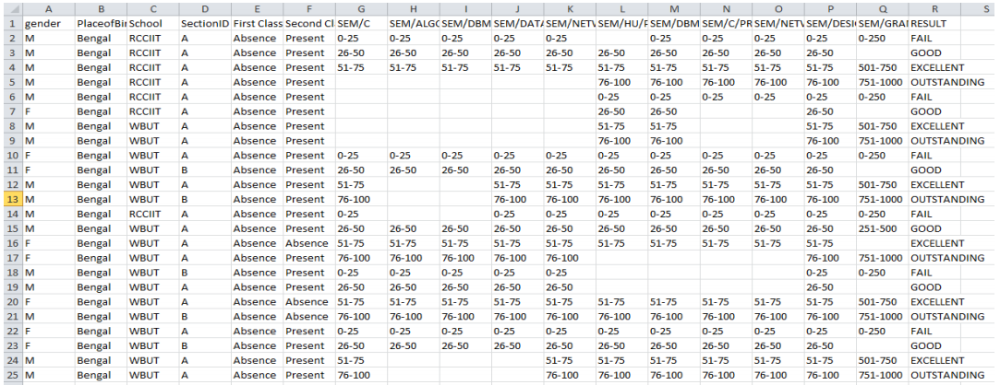 A B C D E F G H I J K L M N O P Q R S
1 gender PlaceofBir School SectionID First Class Second Cl SEM/C SEM/ALGO SEM/DBM SEM/DATA SEM/NETV SEM/HU/F SEM/DBM SEM/C/PR SEM/NETV SEM/DESI SEM/GRAI RESULT
2 M Bengal RCCIIT A Absence Present 0-25 0-25 0-25 0-25 0-25 0-25 0-25 0-25 0-25 0-250 FAIL
3 M Bengal RCCIIT A Absence Present 26-50 26-50 26-50 26-50 26-50 26-50 26-50 26-50 26-50 26-50 GOOD
4 M Bengal RCCIIT A Absence Present 51-75 51-75 51-75 51-75 51-75 51-75 51-75 51-75 51-75 51-75 501-750 EXCELLENT
5 M Bengal RCCIIT A Absence Present 76-100 76-100 76-100 76-100 76-100 751-1000 OUTSTANDING
6 M Bengal RCCIIT A Absence Present 0-25 0-25 0-25 0-25 0-25 0-250 FAIL
7 F Bengal RCCIIT A Absence Present 26-50 26-50 26-50 GOOD
8 M Bengal WBUT A Absence Present 51-75 51-75 51-75 501-750 EXCELLENT
9 M Bengal WBUT A Absence Present 76-100 76-100 76-100 751-1000 OUTSTANDING
10 F Bengal WBUT A Absence Present 0-25 0-25 0-25 0-25 0-25 0-25 0-25 0-25 0-25 0-250 FAIL
11 F Bengal WBUT B Absence Present 26-50 26-50 26-50 26-50 26-50 26-50 26-50 26-50 26-50 26-50 GOOD
12 M Bengal WBUT A Absence Present 51-75 51-75 51-75 51-75 51-75 51-75 51-75 51-75 501-750 EXCELLENT
13 M Bengal WBUT B Absence Present 76-100 76-100 76-100 76-100 76-100 76-100 76-100 76-100 751-1000 OUTSTANDING
14 M Bengal RCCIIT A Absence Present 0-25 0-25 0-25 0-25 0-25 0-25 0-25 0-25 0-250 FAIL
15 M Bengal WBUT A Absence Present 26-50 26-50 26-50 26-50 26-50 26-50 26-50 26-50 26-50 26-50 251-500 GOOD
16 F Bengal WBUT A Absence Absence 51-75 51-75 51-75 51-75 51-75 51-75 51-75 51-75 51-75 51-75 EXCELLENT
17 F Bengal WBUT A Absence Present 76-100 76-100 76-100 76-100 76-100 76-100 751-1000 OUTSTANDING
18 M Bengal WBUT B Absence Present 0-25 0-25 0-25 0-25 0-25 0-25 0-250 FAIL
19 M Bengal WBUT A Absence Present 26-50 26-50 26-50 26-50 26-50 26-50 GOOD
20 F Bengal WBUT A Absence Absence 51-75 51-75 51-75 51-75 51-75 51-75 51-75 51-75 51-75 51-75 501-750 EXCELLENT
21 M Bengal WBUT B Absence Absence 76-100 76-100 76-100 76-100 76-100 76-100 76-100 76-100 76-100 76-100 751-1000 OUTSTANDING
22 F Bengal WBUT A Absence Present 0-25 0-25 0-25 0-25 0-25 0-25 0-25 0-25 0-25 0-25 0-250 FAIL
23 F Bengal WBUT B Absence Present 26-50 26-50 26-50 26-50 26-50 26-50 26-50 26-50 26-50 26-50 GOOD
24 M Bengal WBUT A Absence Present 51-75 51-75 51-75 51-75 51-75 51-75 51-75 501-750 EXCELLENT
25 M Bengal WBUT A Absence Present 76-100 76-100 76-100 76-100 76-100 76-100 76-100 751-1000 OUTSTANDING